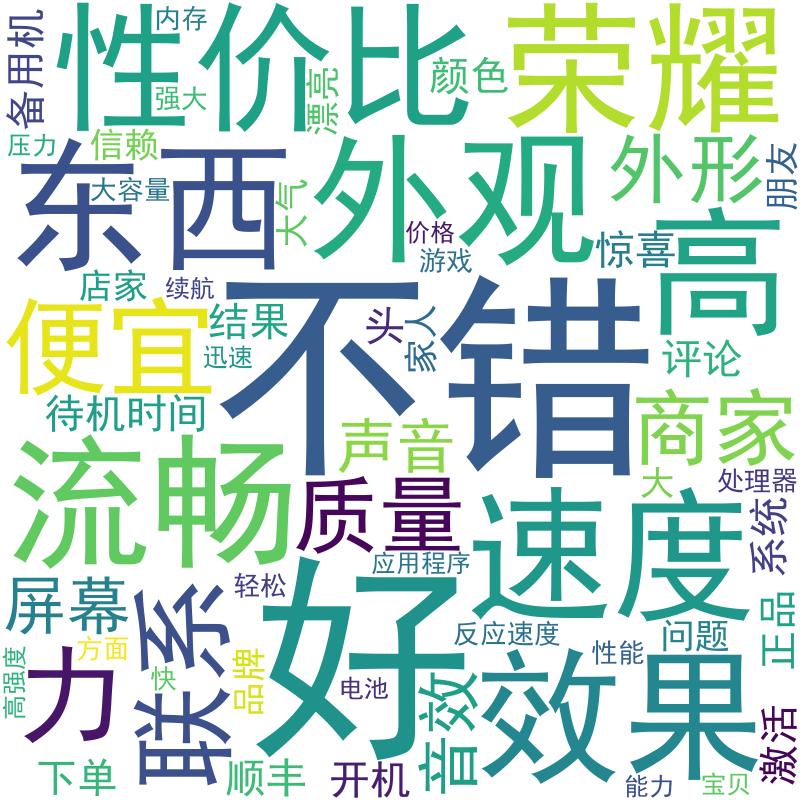 备用机
内存
性价比
荣耀
强大
漂亮
颜色
压力
信赖
东西
大容量
大气
外观
外形
朋友
价格
游戏
惊喜
高
店家
续航
不错
便宜
结果
迅速
头
家人
评论
待机时间
流畅
声音
商家
质量
大
处理器
系统
速度
应用程序
屏幕
联系
轻松
好
反应速度
问题
正品
力
方面
高强度
快
品牌
电池
音效
效果
性能
激活
下单
顺丰
开机
能力
宝贝